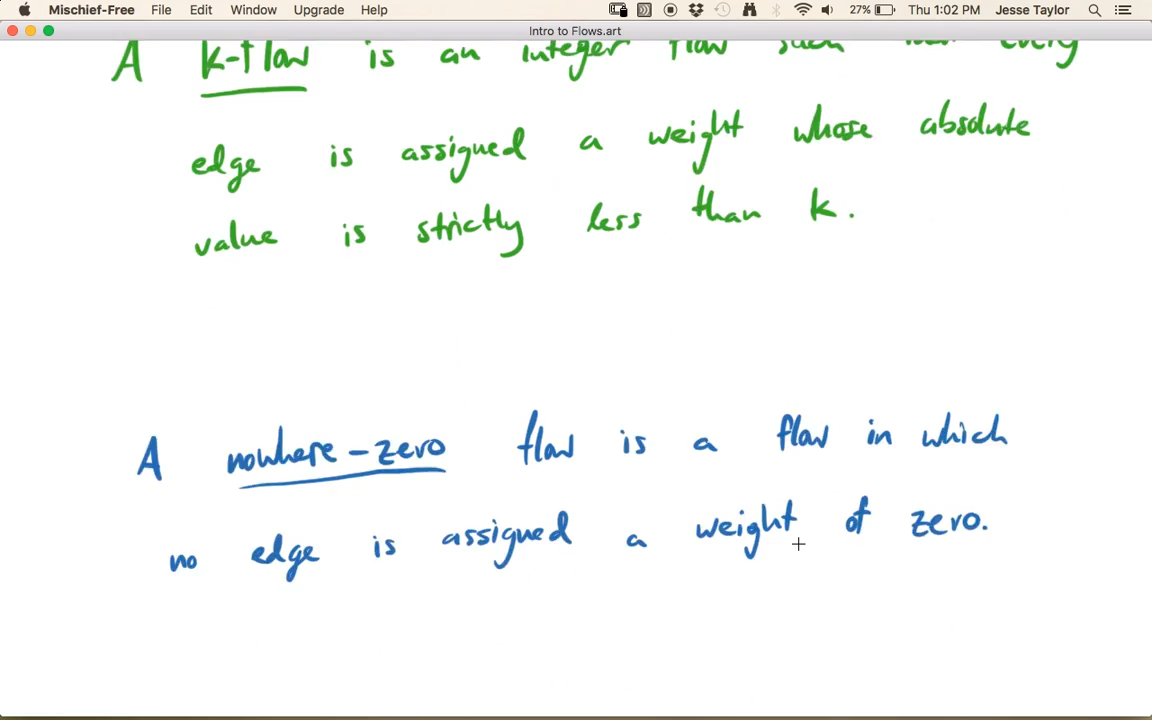 Mischief-Free File Edit Window Upgrade Help 27% Thu 1:02 PM Jesse Taylor
Intro to Flows.art
A k-flow is an integer flow such that every
edge is assigned a weight whose absolute
value is strictly less than k.
A nowhere-zero flow is a flow in which
no edge is assigned a weight of zero.